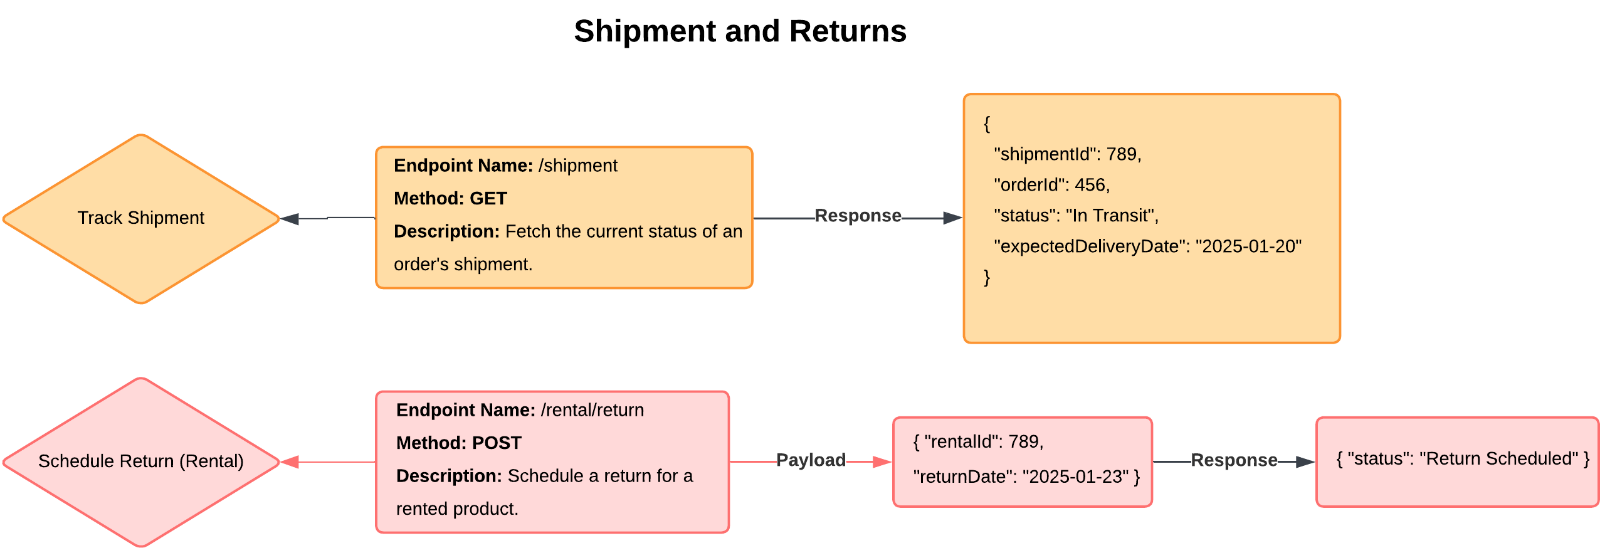 Shipment and Returns
Track Shipment
Endpoint Name: /shipment
Method: GET
Description: Fetch the current status of an
order's shipment.
Response
{
"shipmentId": 789,
"orderId": 456,
"status": "In Transit",
"expectedDeliveryDate": "2025-01-20"
}
Schedule Return (Rental)
Endpoint Name: /rental/return
Method: POST
Description: Schedule a return for a
rented product.
Payload
{ "rentalId": 789,
"returnDate": "2025-01-23" }
Response
{ "status": "Return Scheduled" }